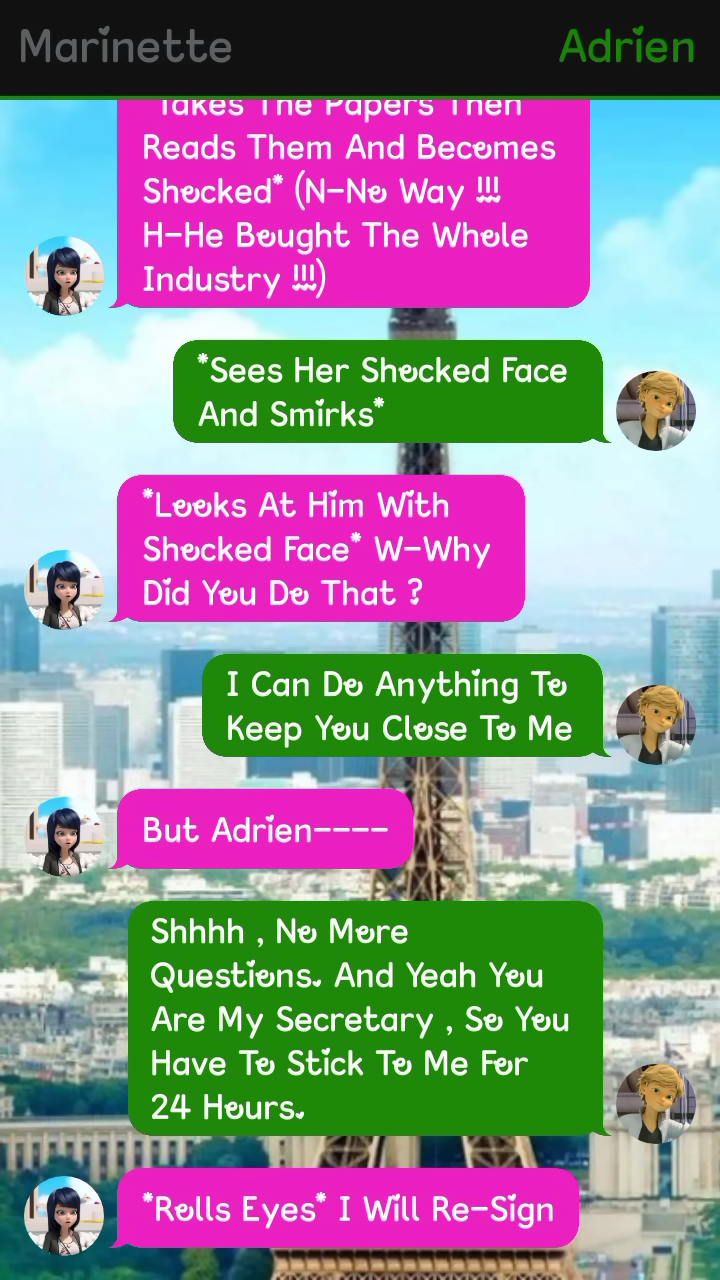 Marinette
Adrien
Takes The Papers Then
Reads Them And Becomes
Shocked* (N-No Way !!!
H-He Bought The Whole
Industry !!!)
*Sees Her Shocked Face
And Smirks*
*Looks At Him With
Shocked Face* W-Why
Did You Do That ?
I Can Do Anything To
Keep You Close To Me
But Adrien----
Shhhh , No More
Questions. And Yeah You
Are My Secretary , So You
Have To Stick To Me For
24 Hours.
*Rolls Eyes* I Will Re-Sign